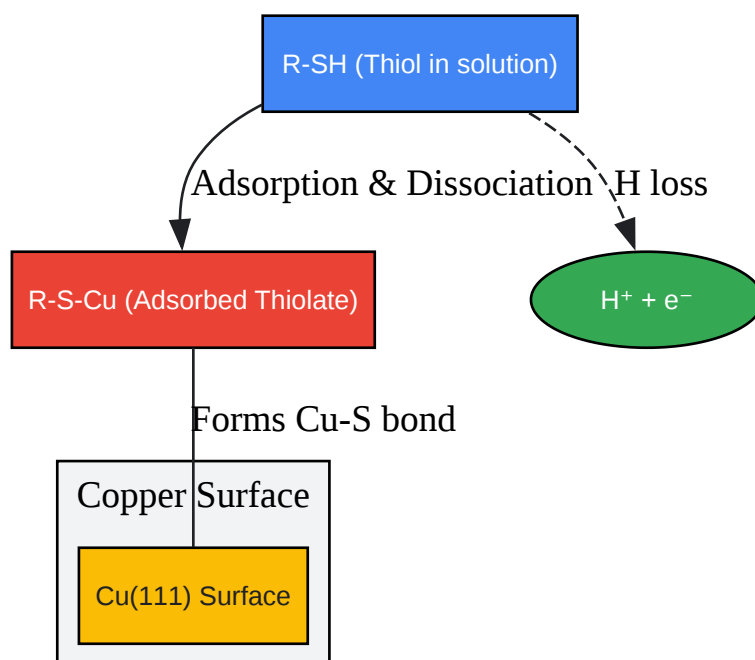 R-SH (Thiol in solution)
Adsorption & Dissociation
H loss
R-S-Cu (Adsorbed Thiolate)
H⁺ + e⁻
Forms Cu-S bond
Copper Surface
Cu(111) Surface